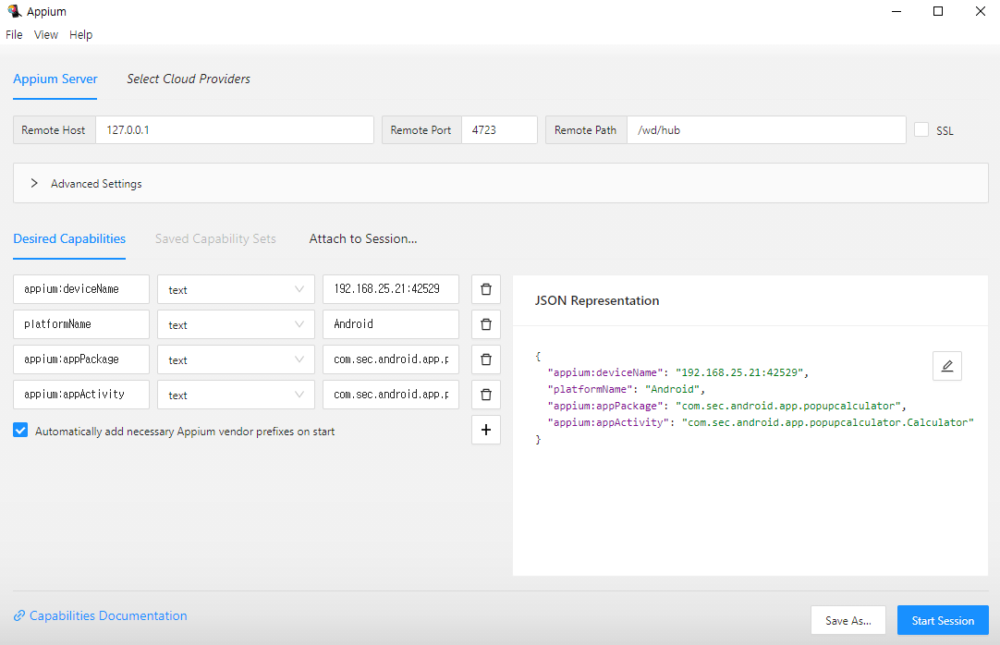 Appium
File View Help
Appium Server Select Cloud Providers
Remote Host 127.0.0.1 Remote Port 4723 Remote Path /wd/hub SSL
Advanced Settings
Desired Capabilities Saved Capability Sets Attach to Session...
appium:deviceName text 192.168.25.21:42529
platformName text Android
appium:appPackage text com.sec.android.app.p
appium:appActivity text com.sec.android.app.p
Automatically add necessary Appium vendor prefixes on start
JSON Representation
{
"appium:deviceName": "192.168.25.21:42529",
"platformName": "Android",
"appium:appPackage": "com.sec.android.app.popupcalculator",
"appium:appActivity": "com.sec.android.app.popupcalculator.Calculator"
}
Capabilities Documentation
Save As... Start Session